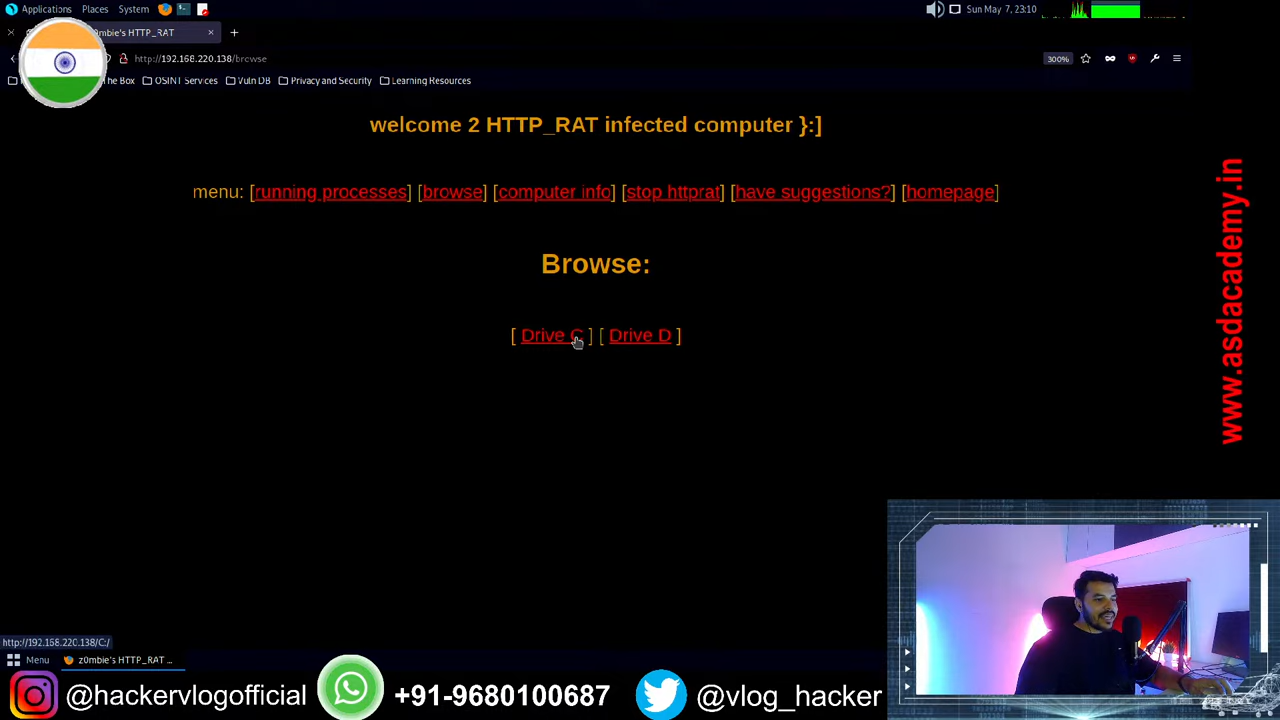 Applications Places System
Sun May 7, 23:10
z0mbie's HTTP_RAT
http://192.168.220.138/browse
300%
The Box OSINT Services Vuln DB Privacy and Security Learning Resources
welcome 2 HTTP_RAT infected computer }:]
menu: [running processes] [browse] [computer info] [stop httprat] [have suggestions?] [homepage]
Browse:
[ Drive C ] [ Drive D ]
www.asdacademy.in
http://192.168.220.138/C:/
Menu z0mbie's HTTP_RAT ...
@hackervlogofficial
+91-9680100687
@vlog_hacker